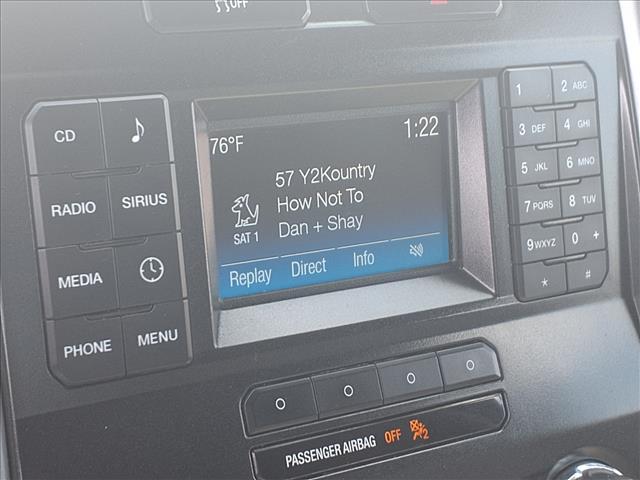 OFF
CD
RADIO
SIRIUS
MEDIA
PHONE
MENU
76°F
1:22
57 Y2Kountry
How Not To
Dan + Shay
SAT 1
Replay Direct Info
1
2 ABC
3 DEF
4 GHI
5 JKL
6 MNO
7 PQRS
8 TUV
9 WXYZ
0 +
*
#
PASSENGER AIRBAG OFF 2